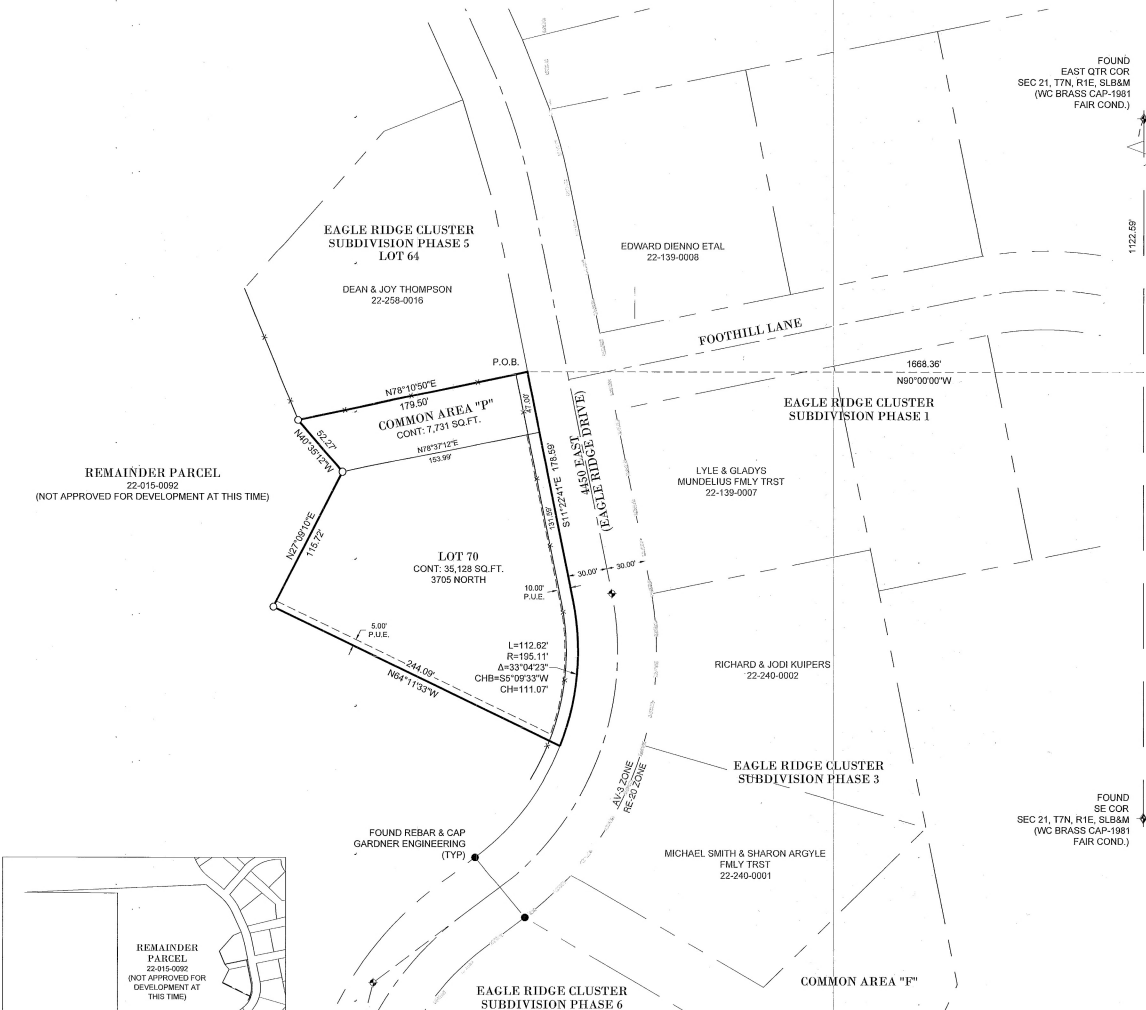 FOUND
EAST QTR COR
SEC 21, T7N, R1E, SLB&M
(WC BRASS CAP-1981
FAIR COND.)
1122.59'
EAGLE RIDGE CLUSTER
SUBDIVISION PHASE 5
LOT 64
DEAN & JOY THOMPSON
22-258-0016
EDWARD DIENNO ETAL
22-139-0008
FOOTHILL LANE
P.O.B.
1668.36'
N90°00'00"W
EAGLE RIDGE CLUSTER
SUBDIVISION PHASE 1
N78°10'50"E
179.50'
COMMON AREA "P"
CONT: 7,731 SQ.FT.
47.00'
N78°37'12"E
153.99'
52.27'
N40°35'12"W
S11°22'41"E 178.59'
131.59'
4450 EAST
(EAGLE RIDGE DRIVE)
REMAINDER PARCEL
22-015-0092
(NOT APPROVED FOR DEVELOPMENT AT THIS TIME)
LYLE & GLADYS
MUNDELIUS FMLY TRST
22-139-0007
N27°09'10"E
115.72'
LOT 70
CONT: 35,128 SQ.FT.
3705 NORTH
30.00'
30.00'
10.00'
P.U.E.
5.00'
P.U.E.
L=112.62'
R=195.11'
Δ=33°04'23"
CHB=S5°09'33"W
CH=111.07'
244.09'
N64°11'33"W
RICHARD & JODI KUIPERS
22-240-0002
AV-3 ZONE
RE-20 ZONE
EAGLE RIDGE CLUSTER
SUBDIVISION PHASE 3
FOUND
SE COR
SEC 21, T7N, R1E, SLB&M
(WC BRASS CAP-1981
FAIR COND.)
FOUND REBAR & CAP
GARDNER ENGINEERING
(TYP)
MICHAEL SMITH & SHARON ARGYLE
FMLY TRST
22-240-0001
REMAINDER
PARCEL
22-015-0092
(NOT APPROVED FOR
DEVELOPMENT AT
THIS TIME)
EAGLE RIDGE CLUSTER
SUBDIVISION PHASE 6
COMMON AREA "F"